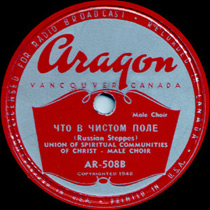 LICENSED FOR RADIO BROADCAST
Aragon
VANCOUVER CANADA
Male Choir
ЧТО В ЧИСТОМ ПОЛЕ
(Russian Steppes)
UNION OF SPIRITUAL COMMUNITIES
OF CHRIST - MALE CHOIR
AR-508B
COPYRIGHTED 1948